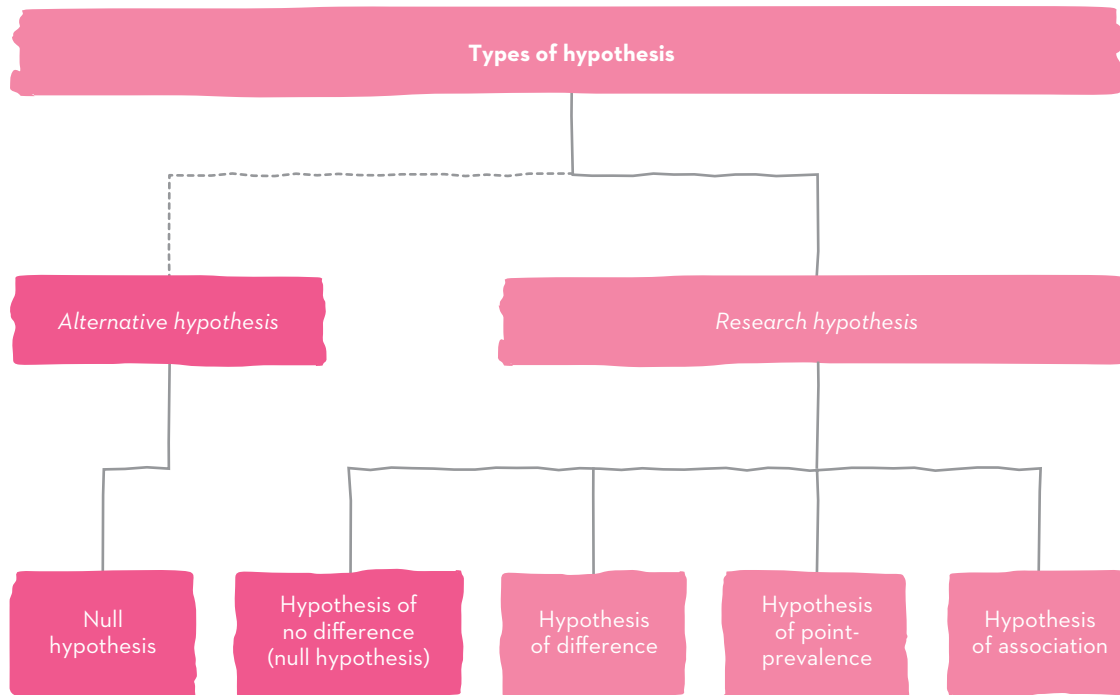 Types of hypothesis
Alternative hypothesis
Research hypothesis
Null
hypothesis
Hypothesis of
no difference
(null hypothesis)
Hypothesis
of difference
Hypothesis
of point-
prevalence
Hypothesis
of association